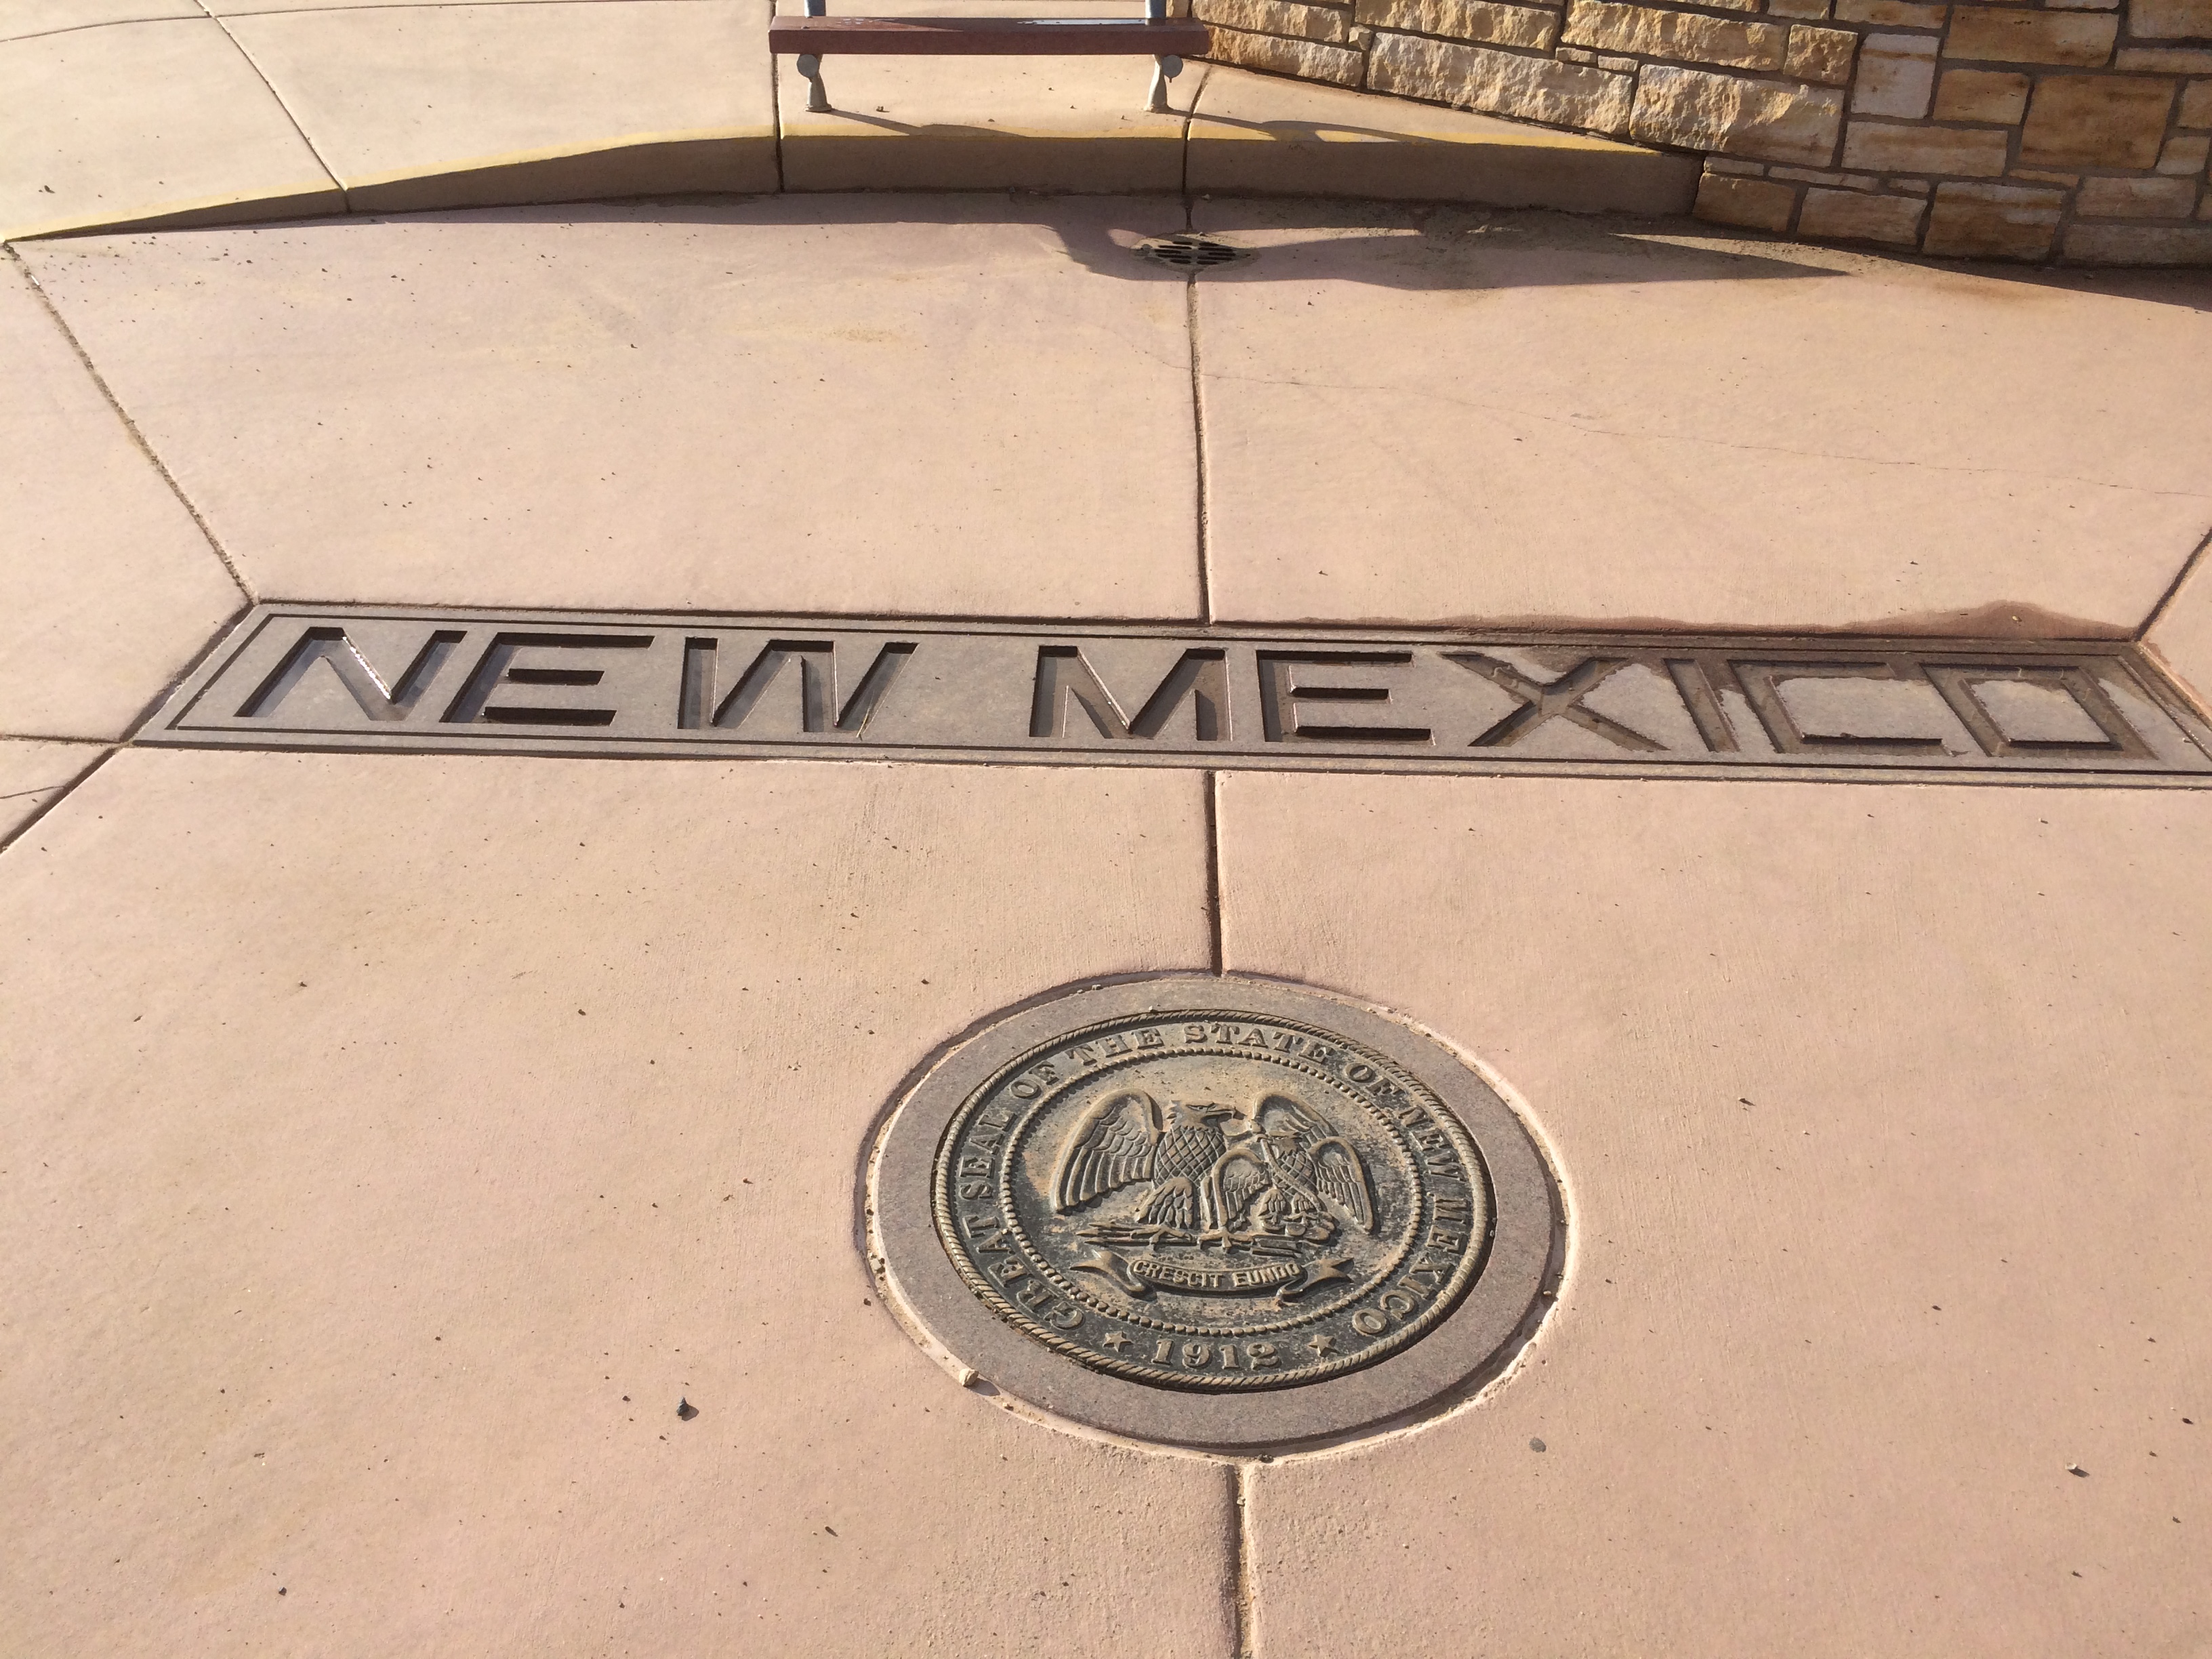 NEW MEXICO
GREAT SEAL OF THE STATE OF NEW MEXICO
CRESCIT EUNDO
1912